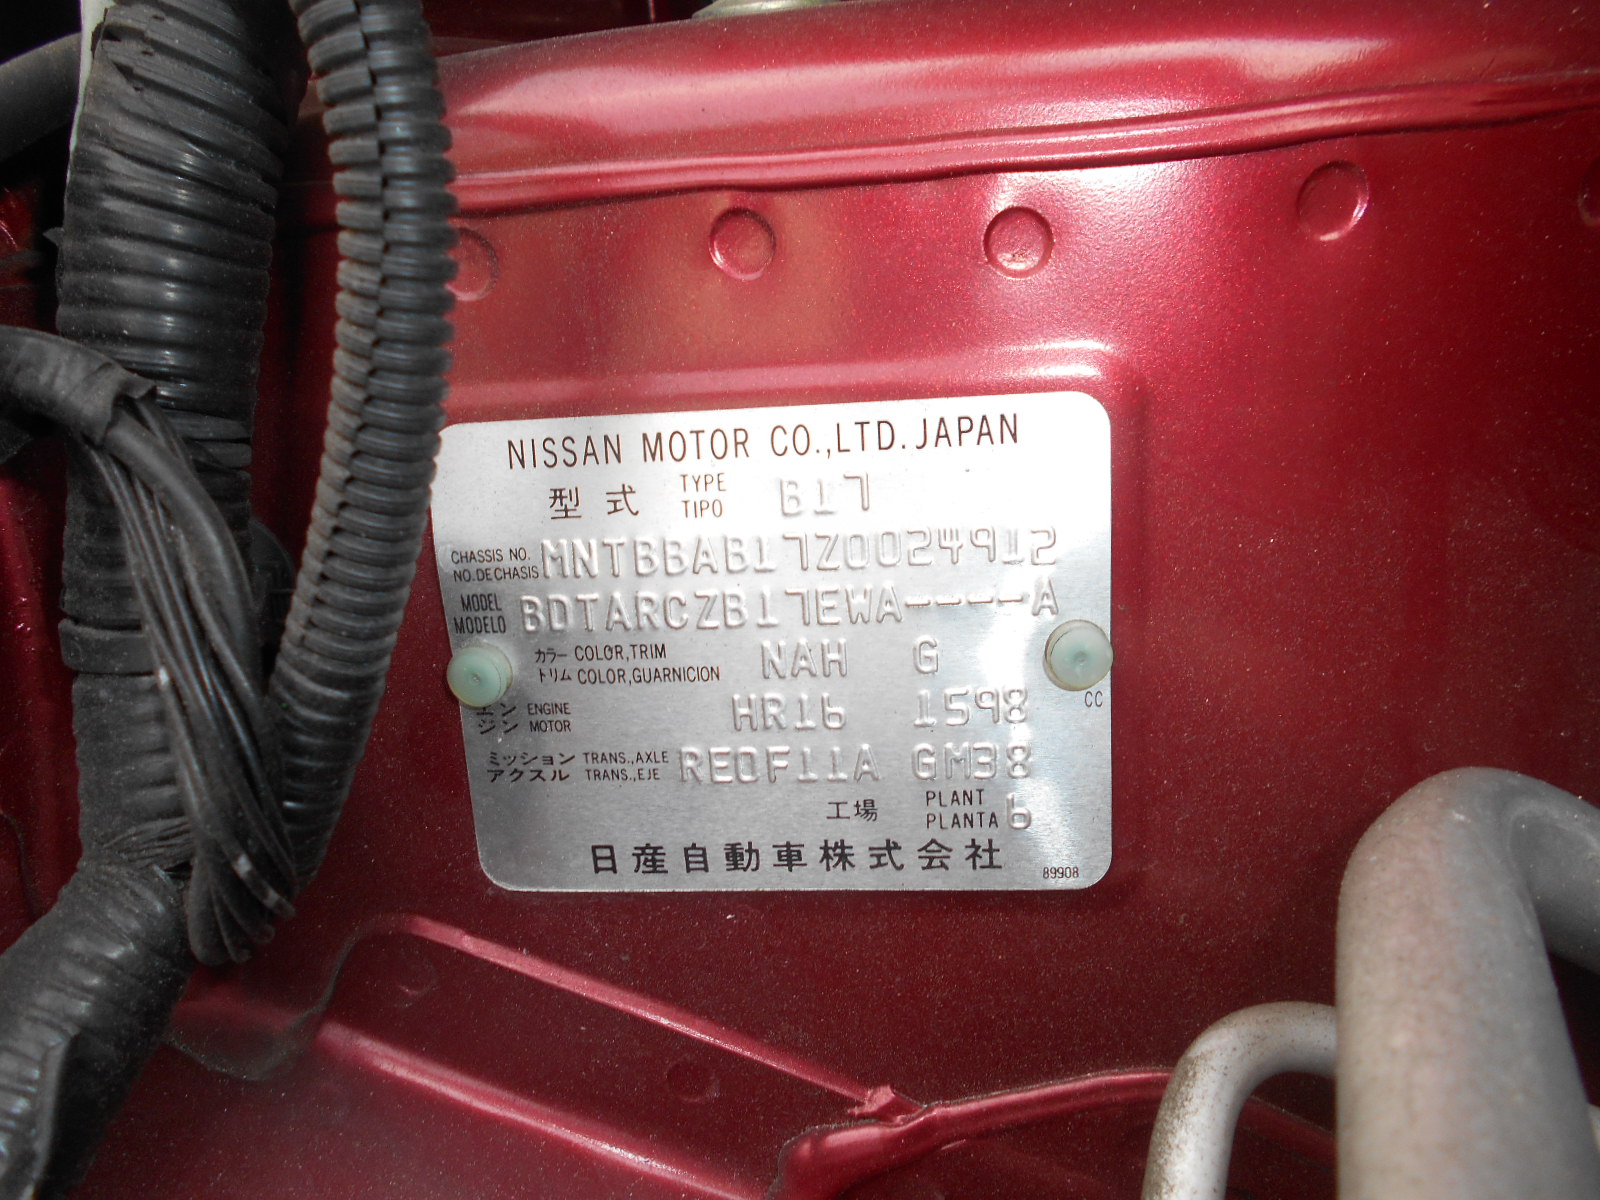 NISSAN MOTOR CO.,LTD. JAPAN
型式 TYPE TIPO B17
CHASSIS NO. NO.DE CHASIS MNTBBAB17Z0024912
MODEL MODELO BDTARCZB17EWA----A
カラー COLOR,TRIM NAH G
トリム COLOR,GUARNICION
エン ENGINE HR16 1598 CC
ジン MOTOR
ミッション TRANS.,AXLE RE0F11A GM38
アクスル TRANS.,EJE
工場 PLANT PLANTA 6
日産自動車株式会社 89908